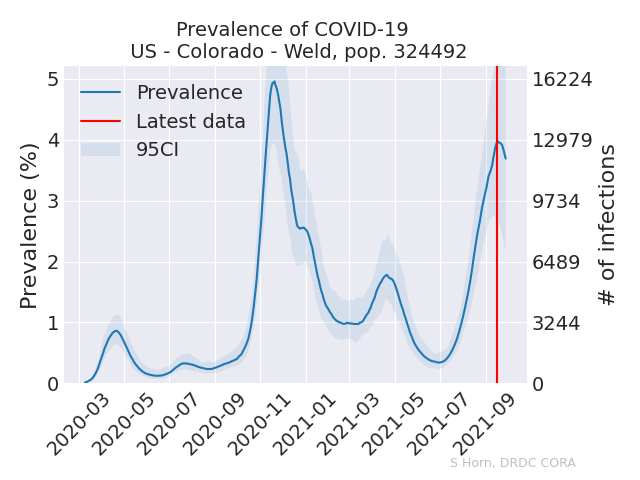 Prevalence of COVID-19
US - Colorado - Weld, pop. 324492
Prevalence
Latest data
95CI
Prevalence (%)
5
4
3
2
1
0
16224
12979
9734
6489
3244
0
# of infections
2020-03
2020-05
2020-07
2020-09
2020-11
2021-01
2021-03
2021-05
2021-07
2021-09
S Horn, DRDC CORA